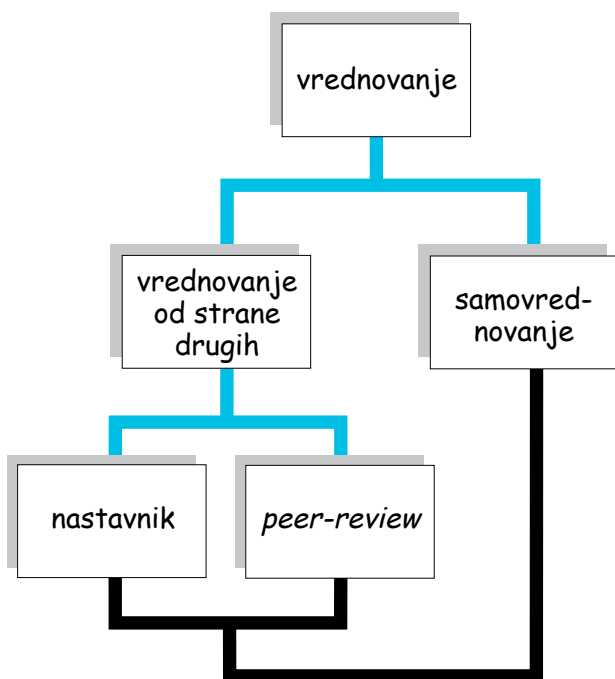 vrednovanje
vrednovanje
od strane
drugih
samovred-
novanje
nastavnik
peer-review